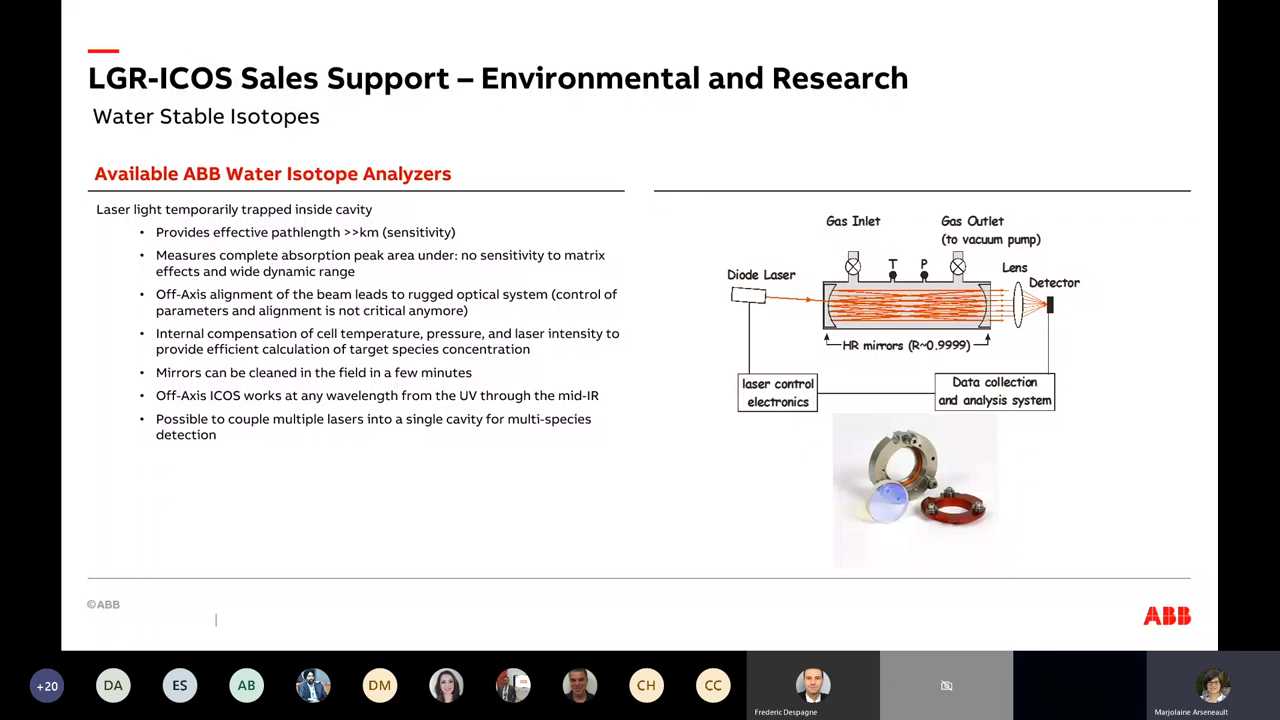 LGR-ICOS Sales Support – Environmental and Research
Water Stable Isotopes
Available ABB Water Isotope Analyzers
Laser light temporarily trapped inside cavity
• Provides effective pathlength >>km (sensitivity)
• Measures complete absorption peak area under: no sensitivity to matrix
effects and wide dynamic range
• Off-Axis alignment of the beam leads to rugged optical system (control of
parameters and alignment is not critical anymore)
• Internal compensation of cell temperature, pressure, and laser intensity to
provide efficient calculation of target species concentration
• Mirrors can be cleaned in the field in a few minutes
• Off-Axis ICOS works at any wavelength from the UV through the mid-IR
• Possible to couple multiple lasers into a single cavity for multi-species
detection
Gas Inlet
Gas Outlet
(to vacuum pump)
T
P
Lens
Diode Laser
Detector
HR mirrors (R~0.9999)
laser control
electronics
Data collection
and analysis system
©ABB
ABB
+20
DA
ES
AB
DM
CH
CC
Frederic Despagne
Marjolaine Arseneault